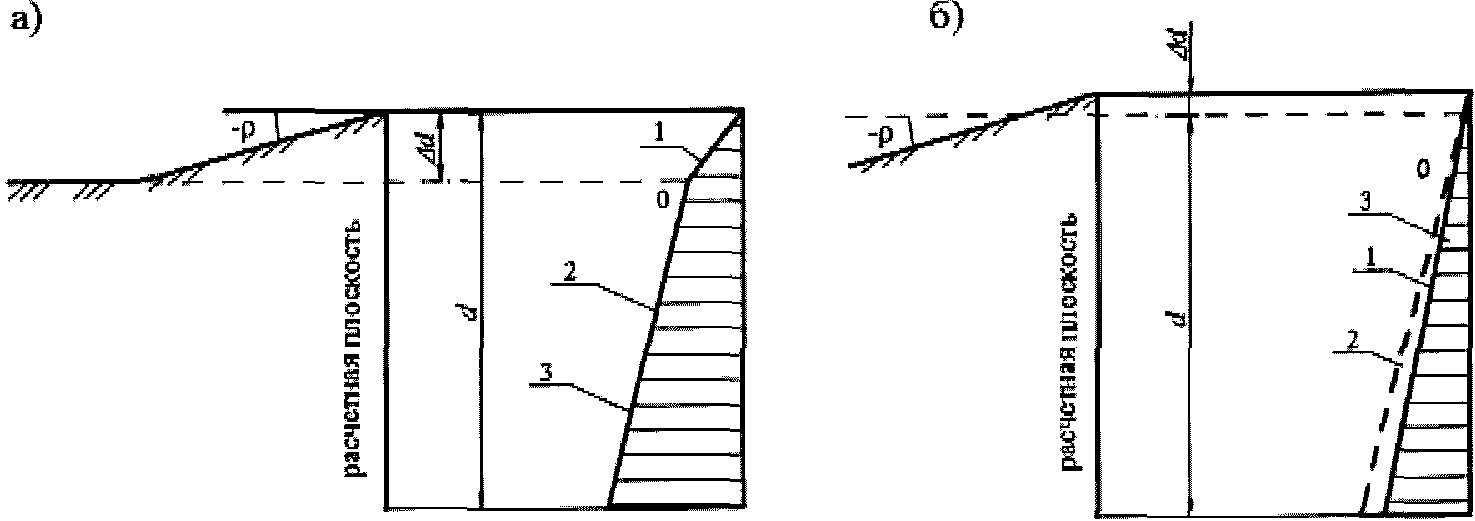 а)
-ρ
Δd
1
0
расчетная плоскость
d
2
3
б)
Δd
-ρ
0
3
расчетная плоскость
1
d
2